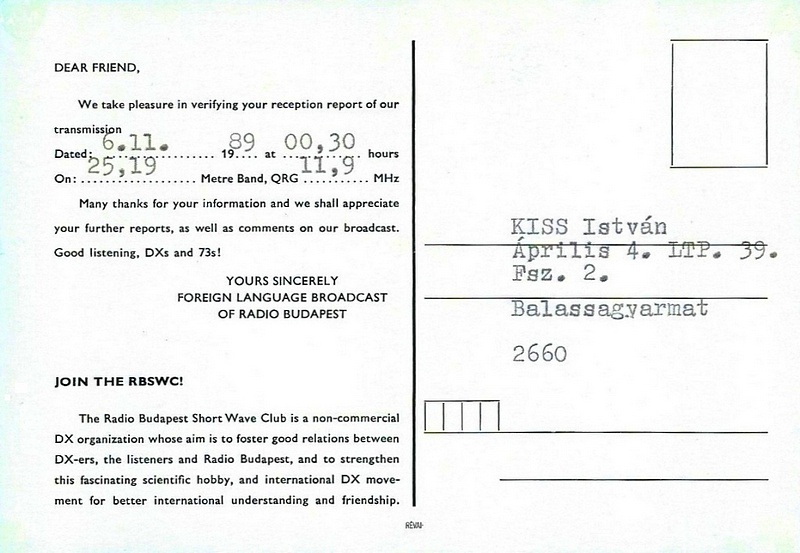 DEAR FRIEND,
We take pleasure in verifying your reception report of our
transmission
Dated: 6.11. 1989 at 00,30 hours
On: 25,19 Metre Band, QRG 11,9 MHz
Many thanks for your information and we shall appreciate
your further reports, as well as comments on our broadcast.
Good listening, DXs and 73s!
YOURS SINCERELY
FOREIGN LANGUAGE BROADCAST
OF RADIO BUDAPEST
JOIN THE RBSWC!
The Radio Budapest Short Wave Club is a non-commercial
DX organization whose aim is to foster good relations between
DX-ers, the listeners and Radio Budapest, and to strengthen
this fascinating scientific hobby, and international DX move-
ment for better international understanding and friendship.
KISS István
Április 4. LTP. 39.
Fsz. 2.
Balassagyarmat
2660
RÉVAI